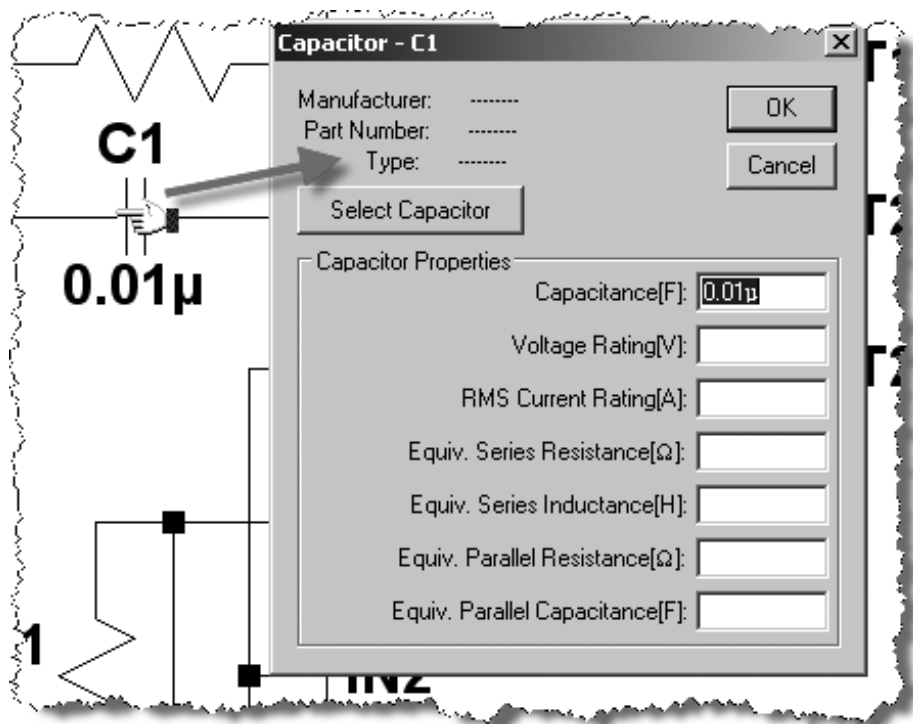 Capacitor - C1
Manufacturer: --------
Part Number: --------
Type: --------
OK
Cancel
Select Capacitor
Capacitor Properties
Capacitance[F]: 0.01µ
Voltage Rating[V]:
RMS Current Rating[A]:
Equiv. Series Resistance[Ω]:
Equiv. Series Inductance[H]:
Equiv. Parallel Resistance[Ω]:
Equiv. Parallel Capacitance[F]:
C1
0.01µ
1
IN2